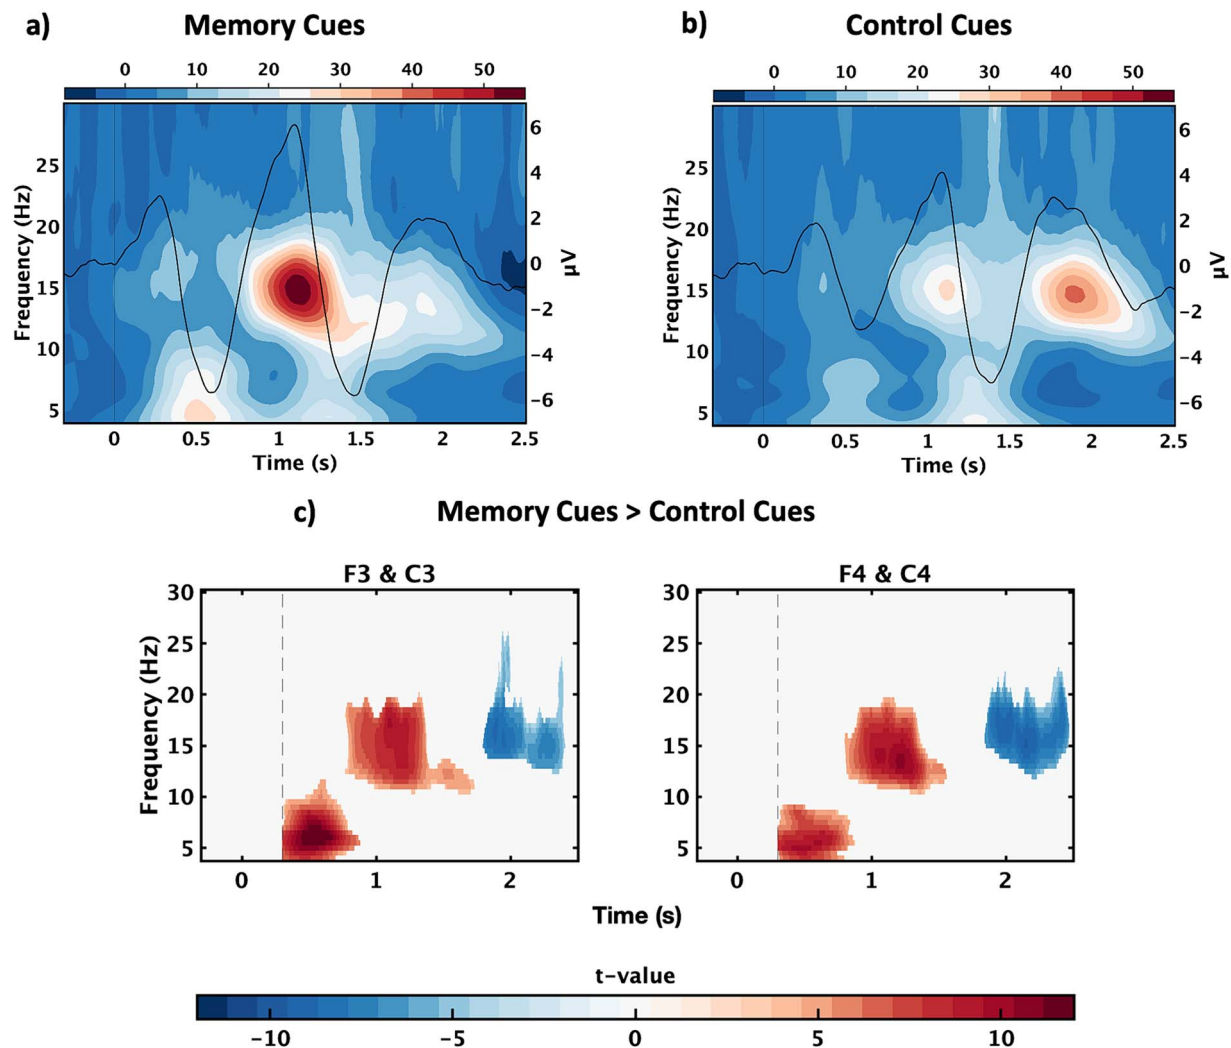 a) Memory Cues
0 10 20 30 40 50
Frequency (Hz)
25
20
15
10
5
6
4
2
0
−2
−4
−6
μV
0 0.5 1 1.5 2 2.5
Time (s)
b) Control Cues
0 10 20 30 40 50
Frequency (Hz)
25
20
15
10
5
6
4
2
0
−2
−4
−6
μV
0 0.5 1 1.5 2 2.5
Time (s)
c) Memory Cues > Control Cues
F3 & C3
Frequency (Hz)
30
25
20
15
10
5
0 1 2
F4 & C4
30
25
20
15
10
5
0 1 2
Time (s)
t-value
−10 −5 0 5 10